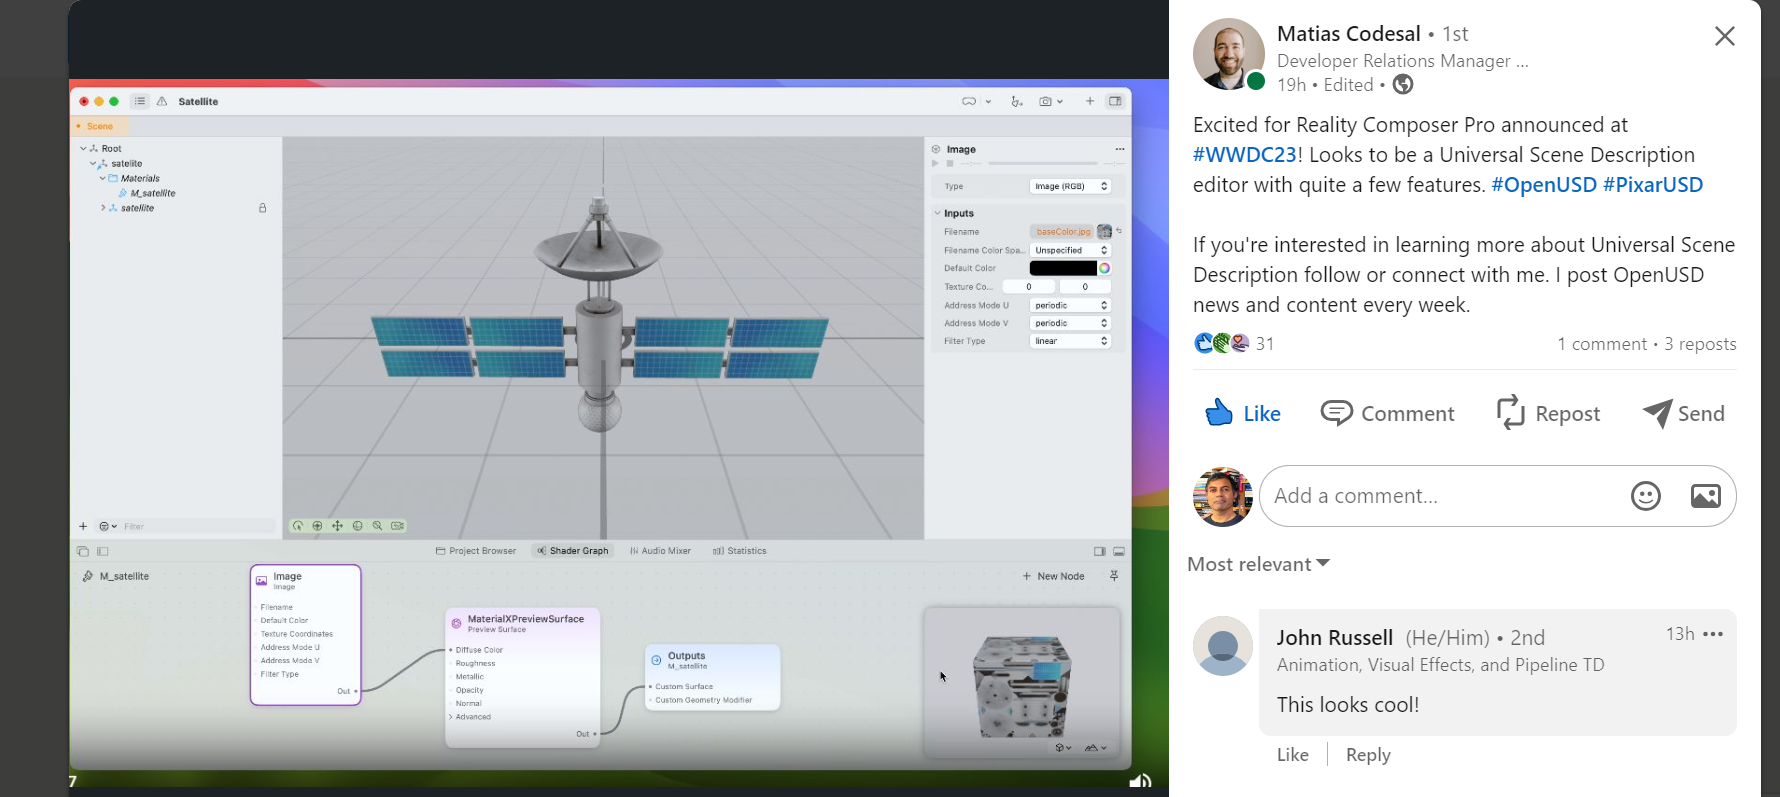 Satellite
Scene
Root
satelite
Materials
M_satellite
satellite
Filter
Image
Type
Image (RGB)
Inputs
Filename
baseColor.jpg
Filename Color Spa...
Unspecified
Default Color
Texture Co...
0
0
Address Mode U
periodic
Address Mode V
periodic
Filter Type
linear
Project Browser
Shader Graph
Audio Mixer
Statistics
M_satellite
New Node
Image
Image
Filename
Default Color
Texture Coordinates
Address Mode U
Address Mode V
Filter Type
Out
MaterialXPreviewSurface
Preview Surface
Diffuse Color
Roughness
Metallic
Opacity
Normal
Advanced
Out
Outputs
M_satellite
Custom Surface
Custom Geometry Modifier
7
Matias Codesal • 1st
Developer Relations Manager ...
19h • Edited •
Excited for Reality Composer Pro announced at
#WWDC23! Looks to be a Universal Scene Description
editor with quite a few features. #OpenUSD #PixarUSD
If you're interested in learning more about Universal Scene
Description follow or connect with me. I post OpenUSD
news and content every week.
31
1 comment • 3 reposts
Like
Comment
Repost
Send
Add a comment...
Most relevant
John Russell (He/Him) • 2nd
13h
Animation, Visual Effects, and Pipeline TD
This looks cool!
Like
Reply